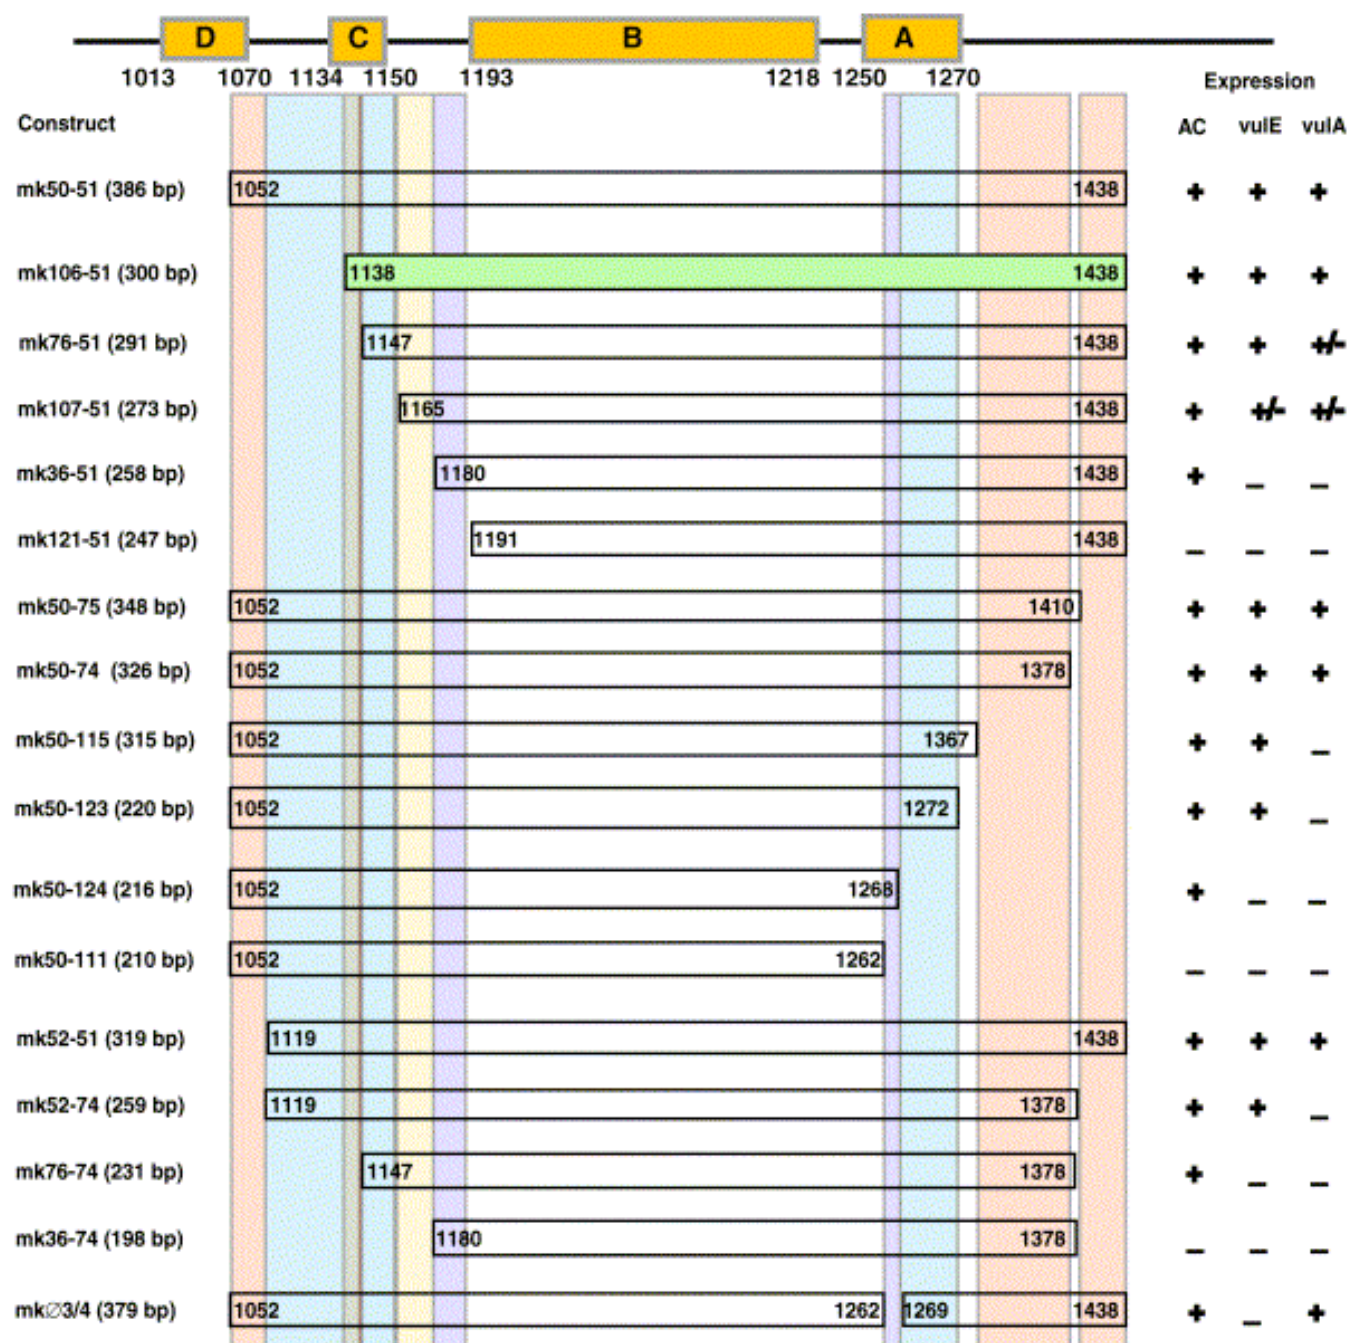 D C B A
1013 1070 1134 1150 1193 1218 1250 1270 Expression
Construct AC vulE vulA
mk50-51 (386 bp) 1052 1438 + + +
mk106-51 (300 bp) 1138 1438 + + +
mk76-51 (291 bp) 1147 1438 + + +/-
mk107-51 (273 bp) 1165 1438 + +/- +/-
mk36-51 (258 bp) 1180 1438 + _ _
mk121-51 (247 bp) 1191 1438 _ _ _
mk50-75 (348 bp) 1052 1410 + + +
mk50-74 (326 bp) 1052 1378 + + +
mk50-115 (315 bp) 1052 1367 + + _
mk50-123 (220 bp) 1052 1272 + + _
mk50-124 (216 bp) 1052 1268 + _ _
mk50-111 (210 bp) 1052 1262 _ _ _
mk52-51 (319 bp) 1119 1438 + + +
mk52-74 (259 bp) 1119 1378 + + _
mk76-74 (231 bp) 1147 1378 + _ _
mk36-74 (198 bp) 1180 1378 _ _ _
mk∅3/4 (379 bp) 1052 1262 1269 1438 + _ +